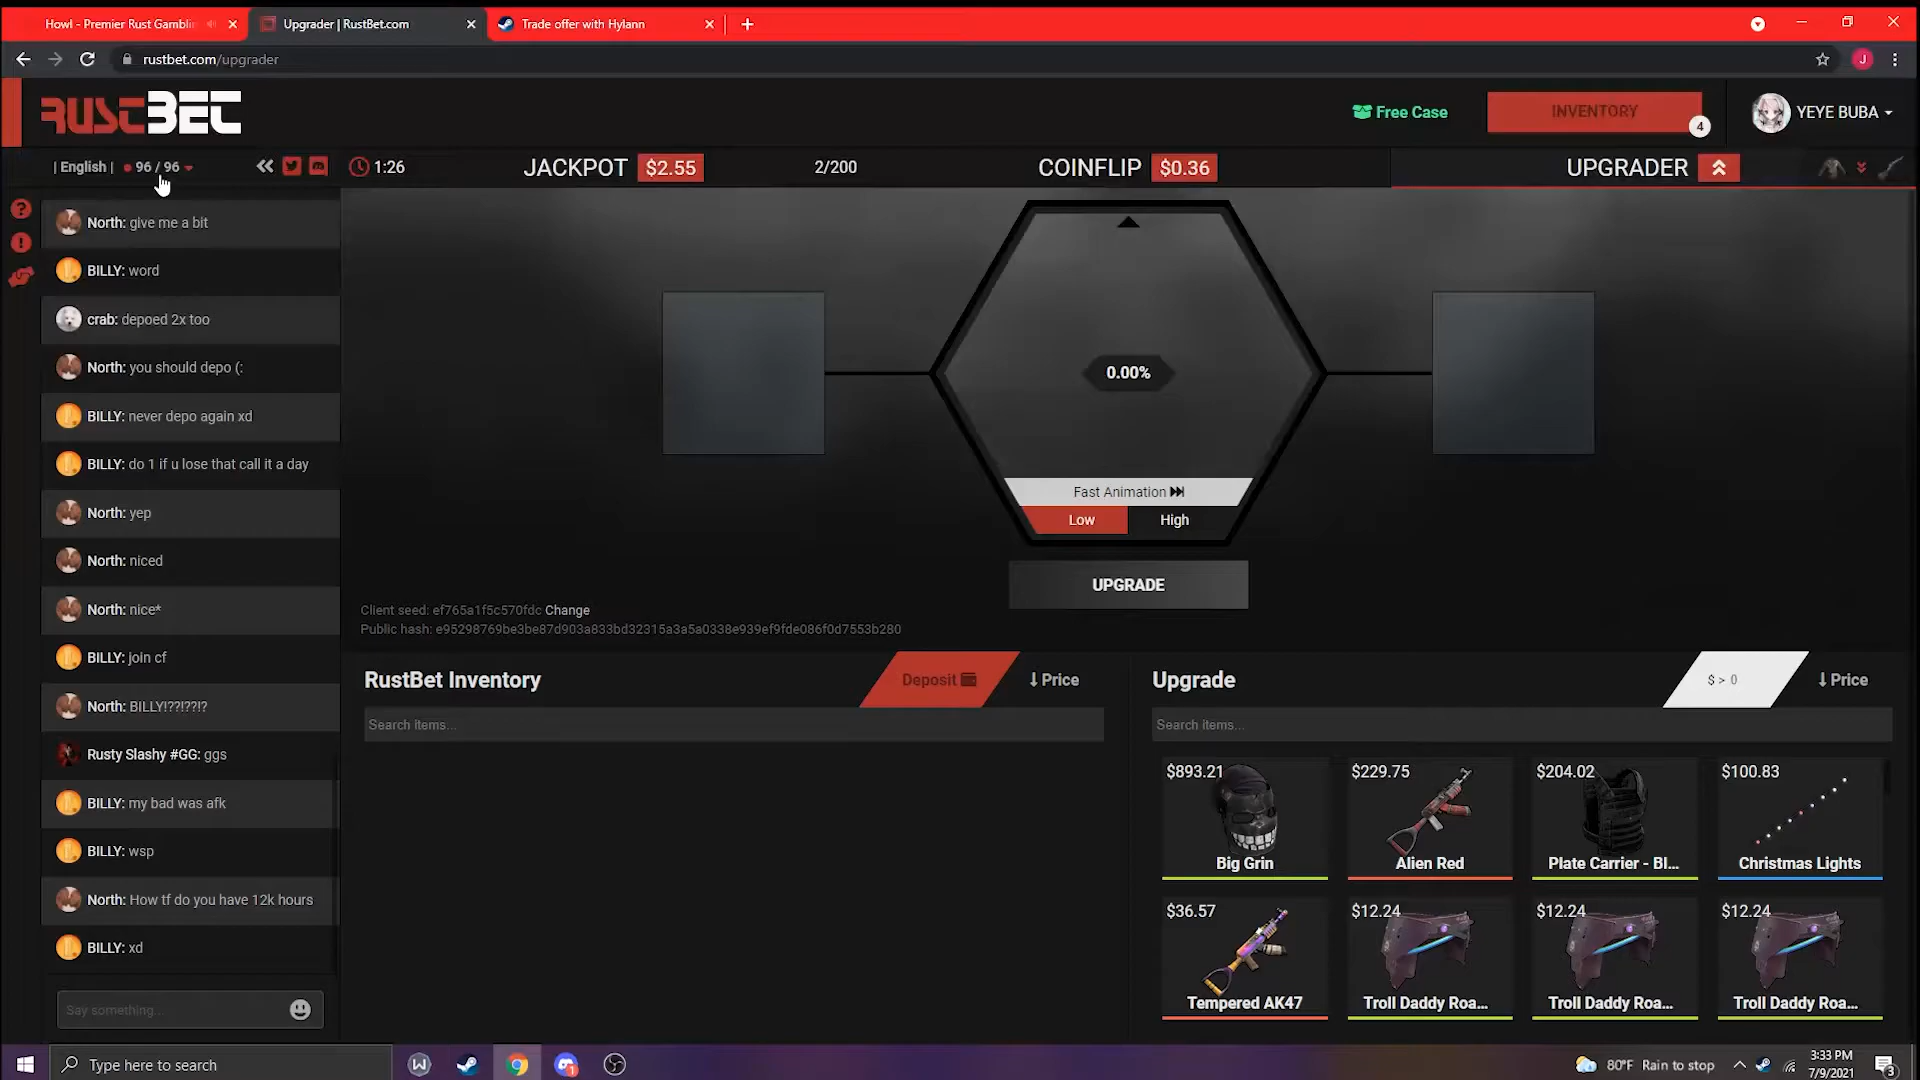 Howl - Premier Rust Gamblin
Upgrader | RustBet.com
Trade offer with Hylann
rustbet.com/upgrader
J
RUSTBET
Free Case
INVENTORY
4
YEYE BUBA
| English |
96 / 96
1:26
JACKPOT
$2.55
2/200
COINFLIP
$0.36
UPGRADER
North: give me a bit
BILLY: word
crab: depoed 2x too
North: you should depo (:
BILLY: never depo again xd
BILLY: do 1 if u lose that call it a day
North: yep
North: niced
North: nice*
BILLY: join cf
North: BILLY!??!??!?
Rusty Slashy #GG: ggs
BILLY: my bad was afk
BILLY: wsp
North: How tf do you have 12k hours
BILLY: xd
Say something...
0.00%
Fast Animation
Low
High
UPGRADE
Client seed: ef765a1f5c570fdc Change
Public hash: e95298769be3be87d903a833bd32315a3a5a0338e939ef9fde086f0d7553b280
RustBet Inventory
Deposit
Price
Search items...
Upgrade
$ > 0
Price
Search items...
$893.21
Big Grin
$229.75
Alien Red
$204.02
Plate Carrier - Bl...
$100.83
Christmas Lights
$36.57
Tempered AK47
$12.24
Troll Daddy Roa...
$12.24
Troll Daddy Roa...
$12.24
Troll Daddy Roa...
Type here to search
80°F Rain to stop
3:33 PM
7/9/2021
3